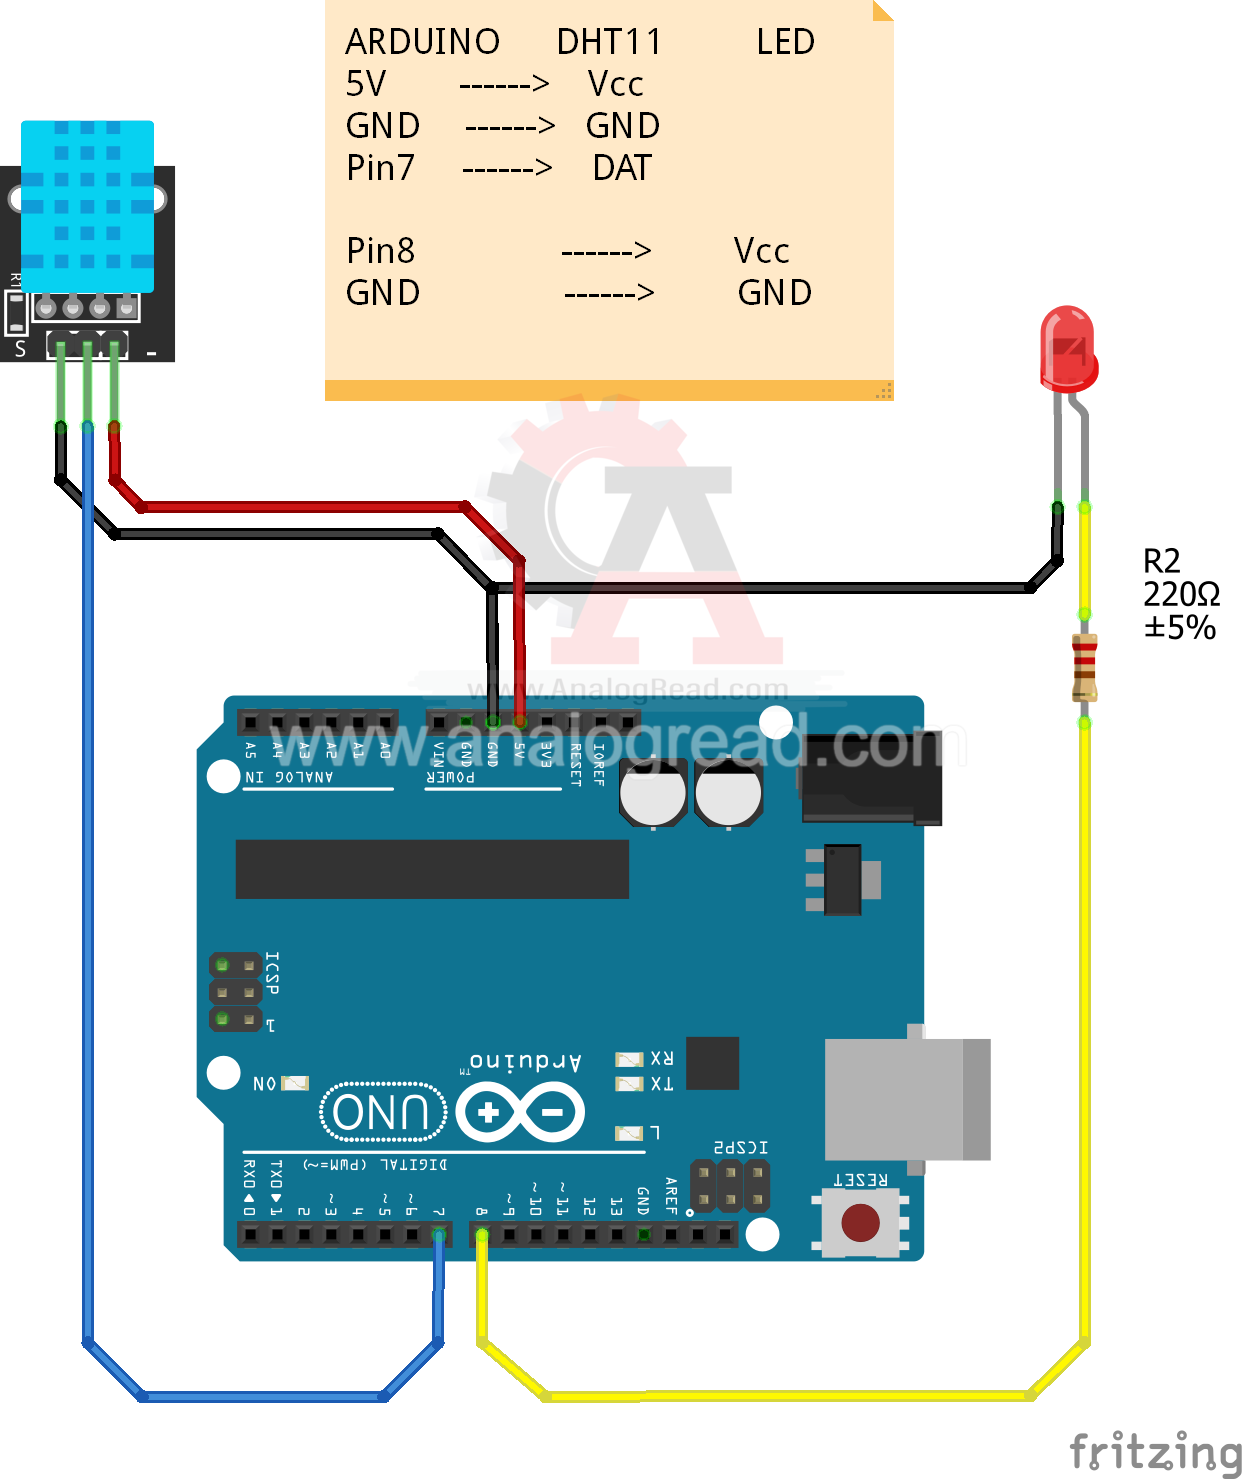 ARDUINO DHT11 LED
5V ------> Vcc
GND ------> GND
Pin7 ------> DAT
Pin8 ------> Vcc
GND ------> GND
R1
S -
R2
220Ω
±5%
www.AnalogRead.com
www.analogread.com
A5 A4 A3 A2 A1 A0 VIN GND GND 5V 3V3 RESET IOREF
ANALOG IN POWER
ICSP
1
Arduino™
RX
TX
ON
UNO
L
ICSP2
DIGITAL (PWM=~)
RESET
RXD◀0 TXD▶1 2 ~3 4 ~5 ~6 7 8 ~9 ~10 ~11 12 13 GND AREF
fritzing